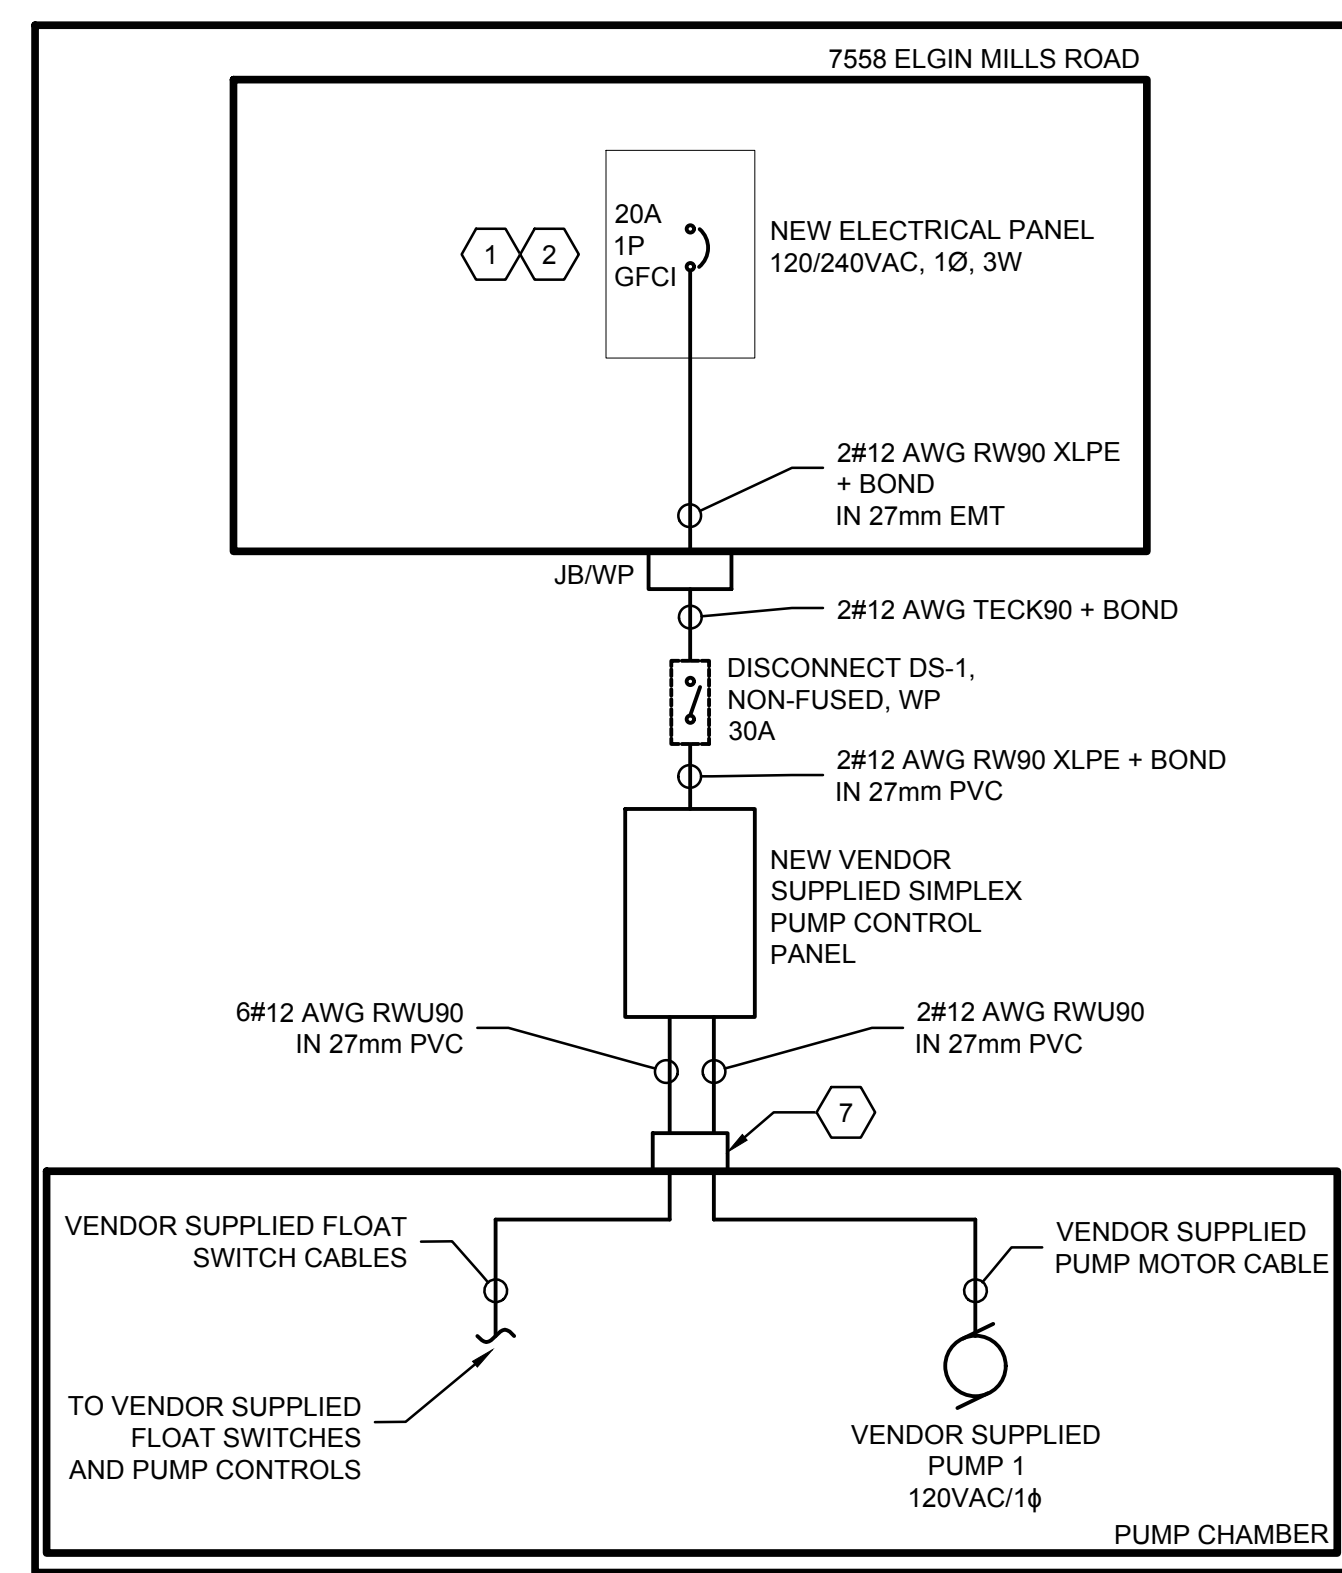 7558 ELGIN MILLS ROAD
20A
1P
GFCI
1
2
NEW ELECTRICAL PANEL
120/240VAC, 1Ø, 3W
2#12 AWG RW90 XLPE
+ BOND
IN 27mm EMT
JB/WP
2#12 AWG TECK90 + BOND
DISCONNECT DS-1,
NON-FUSED, WP
30A
2#12 AWG RW90 XLPE + BOND
IN 27mm PVC
NEW VENDOR
SUPPLIED SIMPLEX
PUMP CONTROL
PANEL
6#12 AWG RWU90
IN 27mm PVC
2#12 AWG RWU90
IN 27mm PVC
7
VENDOR SUPPLIED FLOAT
SWITCH CABLES
VENDOR SUPPLIED
PUMP MOTOR CABLE
TO VENDOR SUPPLIED
FLOAT SWITCHES
AND PUMP CONTROLS
VENDOR SUPPLIED
PUMP 1
120VAC/1ϕ
PUMP CHAMBER